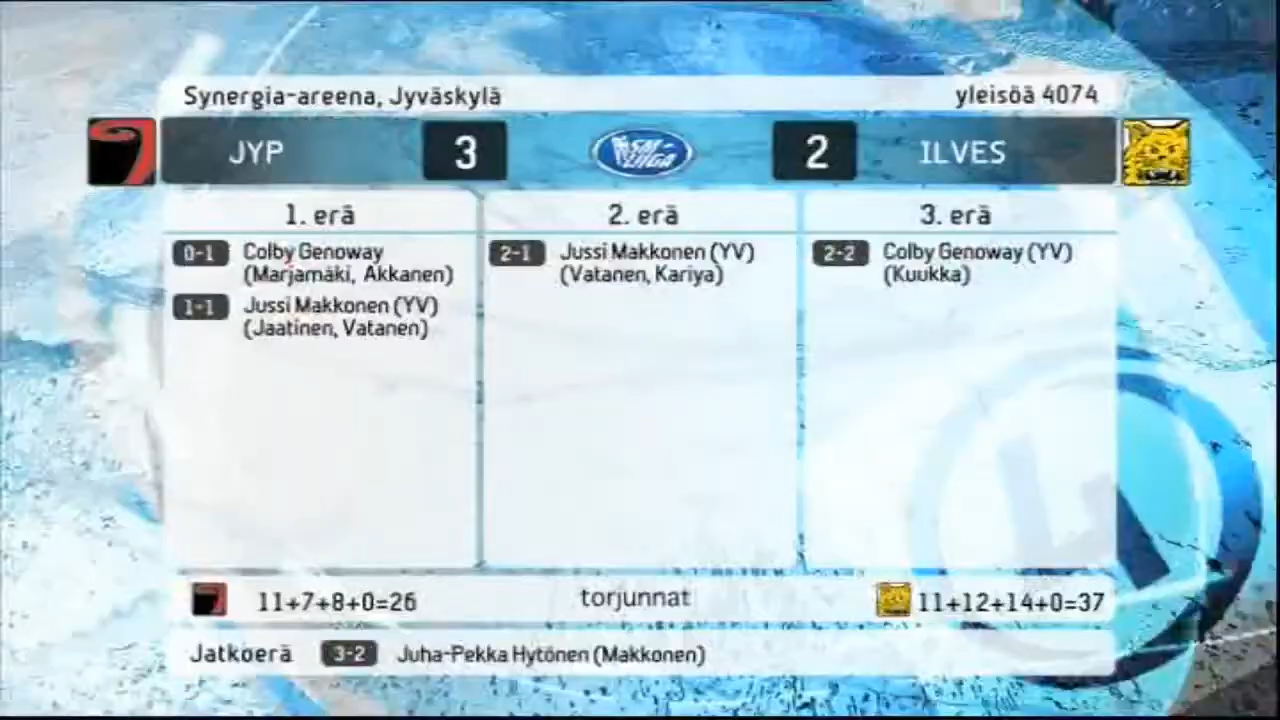 Synergia-areena, Jyväskylä
yleisöä 4074
JYP 3 SM-LIIGA 2 ILVES
1. erä
0-1 Colby Genoway
(Marjamäki, Akkanen)
1-1 Jussi Makkonen (YV)
(Jaatinen, Vatanen)
2. erä
2-1 Jussi Makkonen (YV)
(Vatanen, Kariya)
3. erä
2-2 Colby Genoway (YV)
(Kuukka)
11+7+8+0=26 torjunnat 11+12+14+0=37
Jatkoerä 3-2 Juha-Pekka Hytönen (Makkonen)